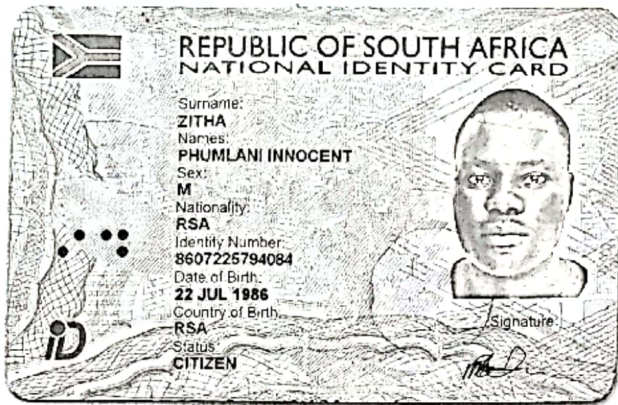 REPUBLIC OF SOUTH AFRICA
NATIONAL IDENTITY CARD
Surname:
ZITHA
Names:
PHUMLANI INNOCENT
Sex:
M
Nationality:
RSA
Identity Number:
8607225794084
Date of Birth:
22 JUL 1986
Country of Birth:
RSA
Status
CITIZEN
Signature:
iD